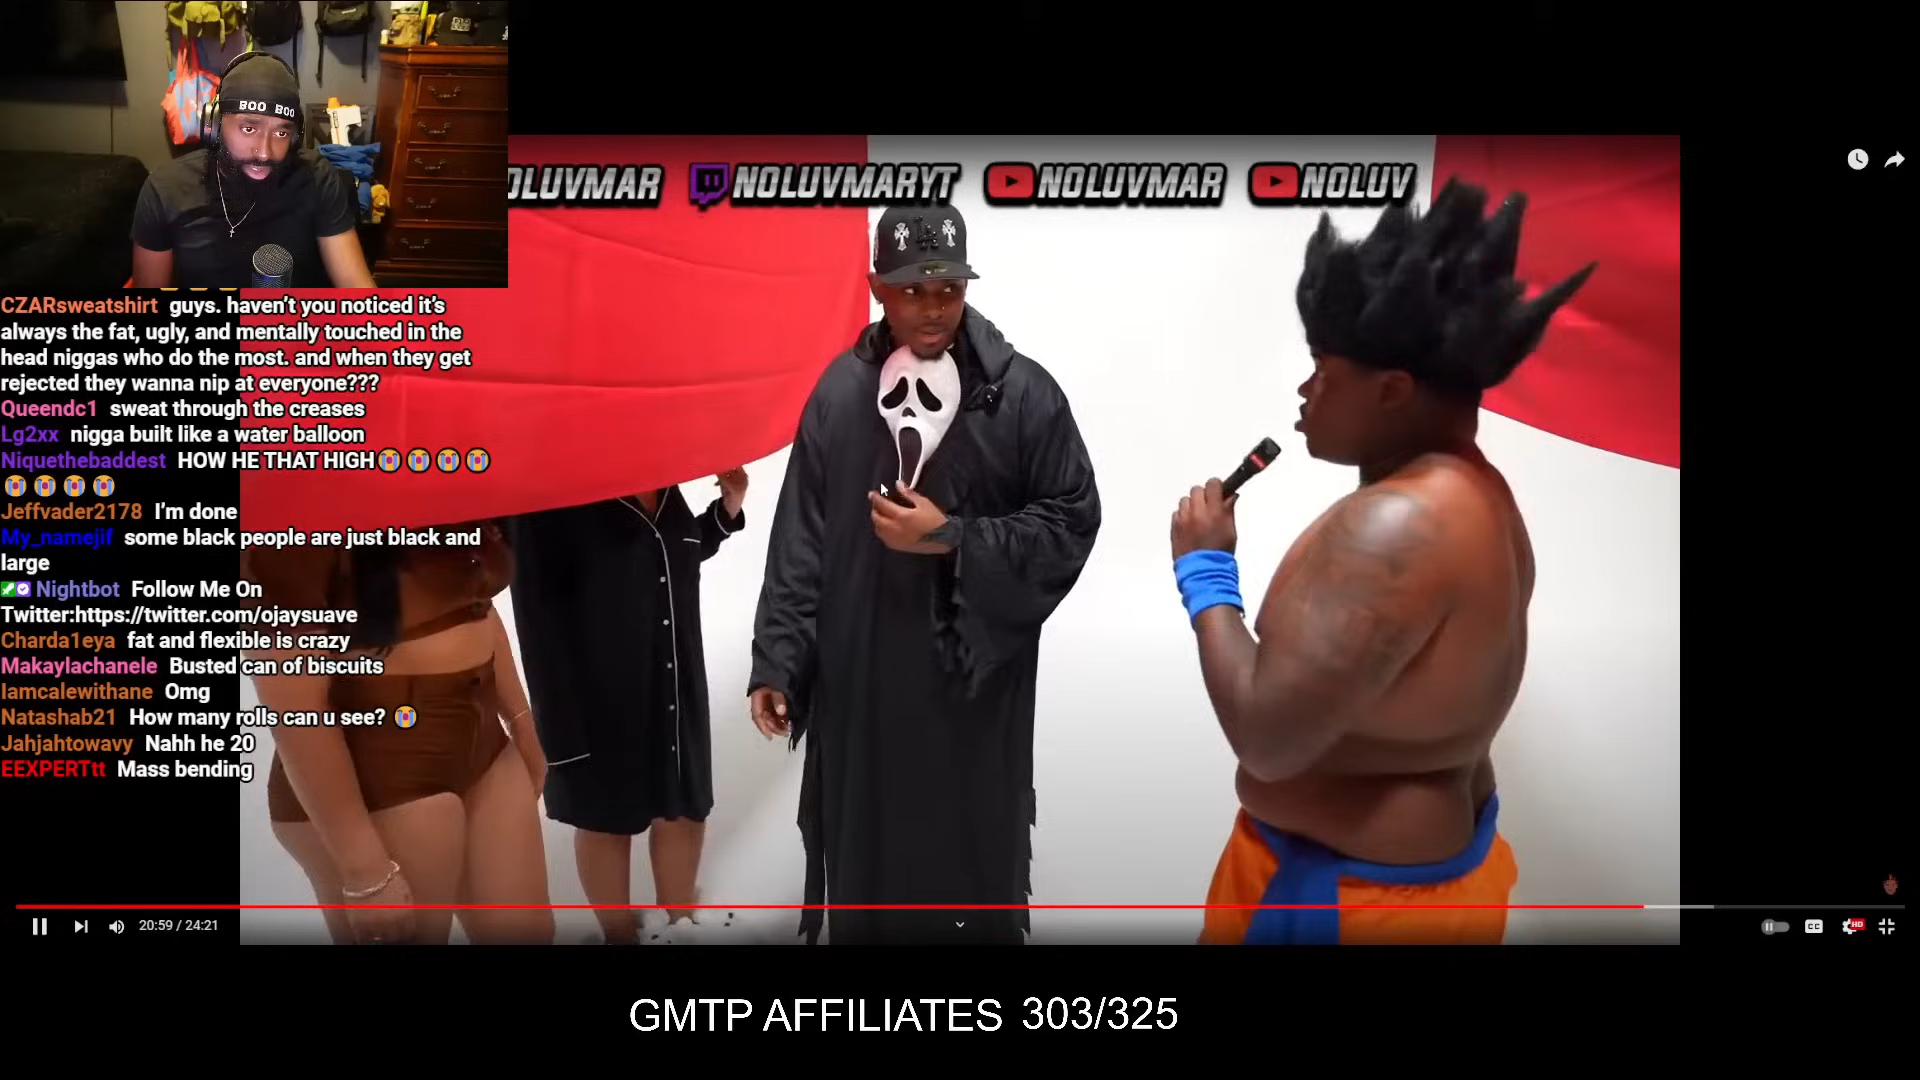 BOO BOO
OLUVMAR NOLUVMARYT NOLUVMAR NOLUV
LA
CZARsweatshirt guys. haven't you noticed it's
always the fat, ugly, and mentally touched in the
head niggas who do the most. and when they get
rejected they wanna nip at everyone???
Queendc1 sweat through the creases
Lg2xx nigga built like a water balloon
Niquethebaddest HOW HE THAT HIGH😭😭😭😭
😭😭😭😭
Jeffvader2178 I'm done
My_namejif some black people are just black and
large
Nightbot Follow Me On
Twitter:https://twitter.com/ojaysuave
Charda1eya fat and flexible is crazy
Makaylachanele Busted can of biscuits
Iamcalewithane Omg
Natashab21 How many rolls can u see? 😭
Jahjahtowavy Nahh he 20
EEXPERTtt Mass bending
20:59 / 24:21
CC
HD
GMTP AFFILIATES 303/325